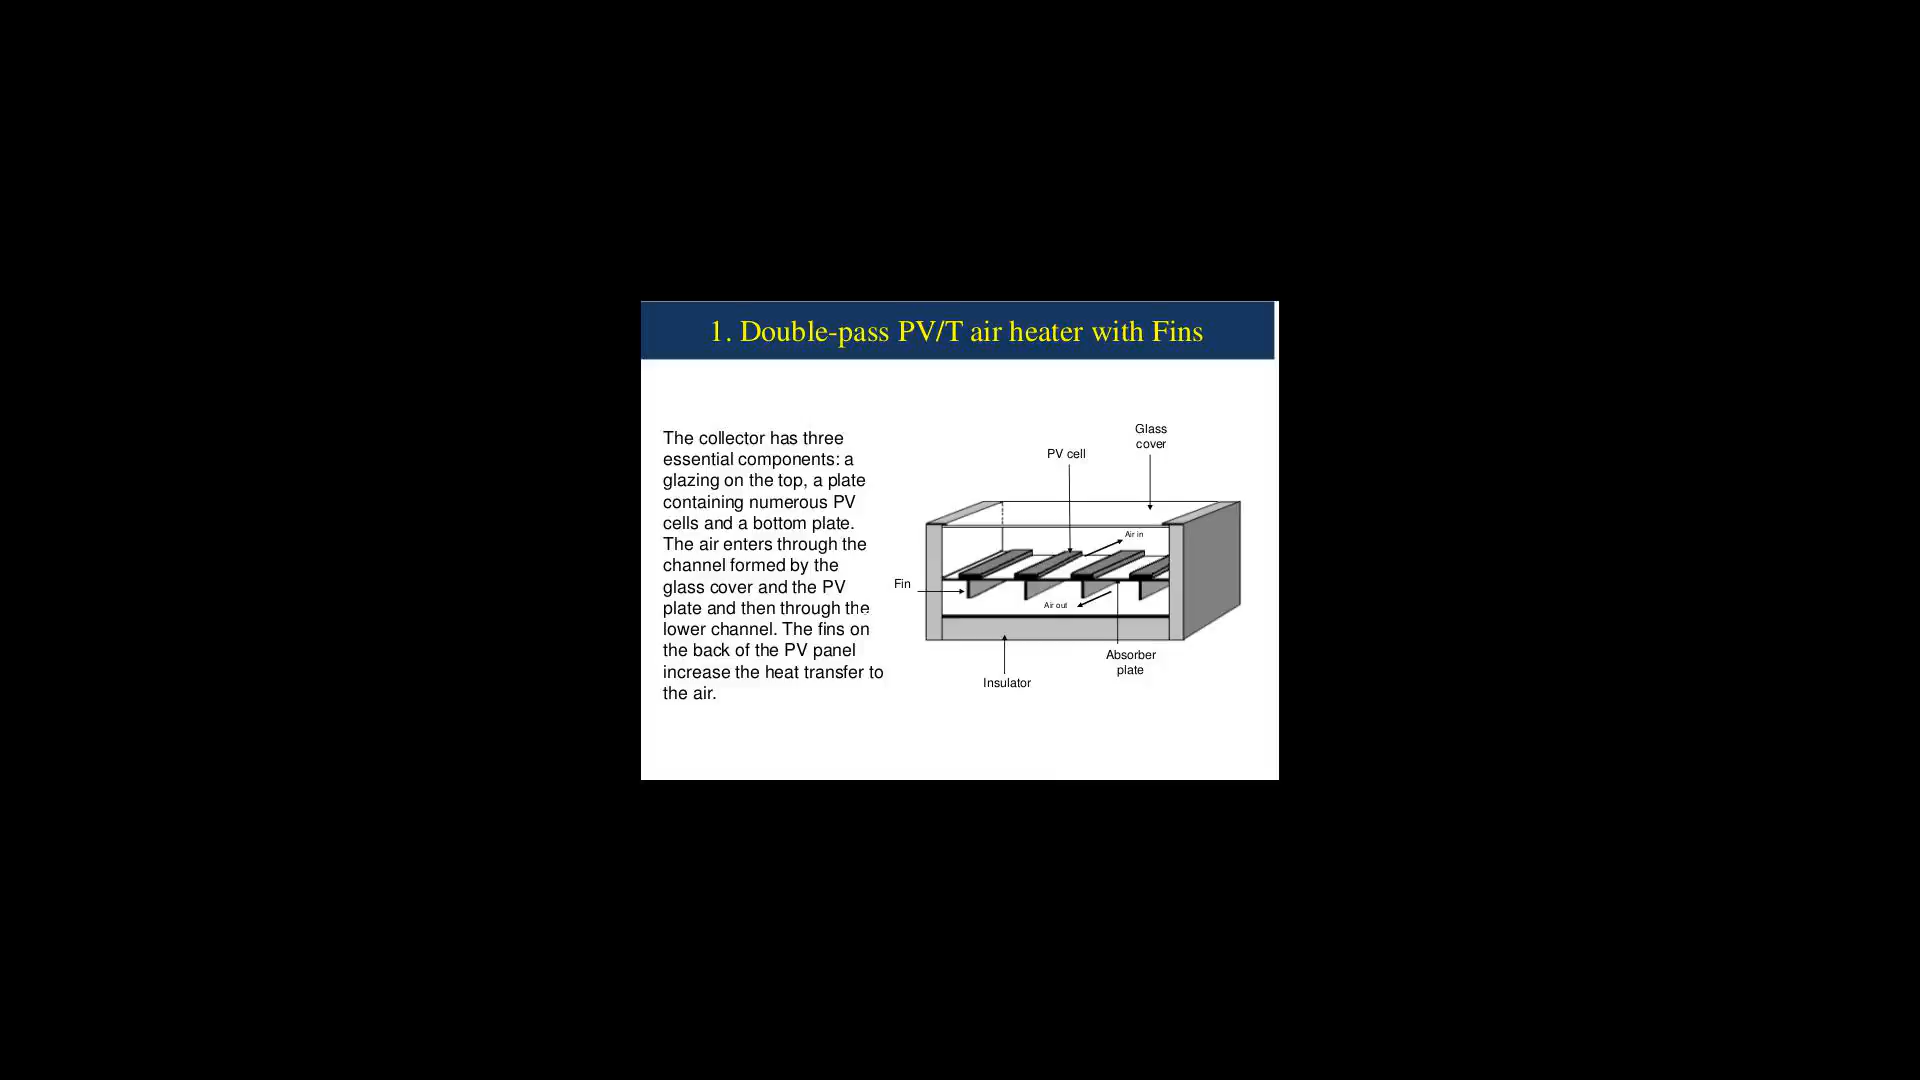 1. Double-pass PV/T air heater with Fins
The collector has three
essential components: a
glazing on the top, a plate
containing numerous PV
cells and a bottom plate.
The air enters through the
channel formed by the
glass cover and the PV
plate and then through the
lower channel. The fins on
the back of the PV panel
increase the heat transfer to
the air.
Glass
cover
PV cell
Air in
Fin
Air out
Absorber
plate
Insulator